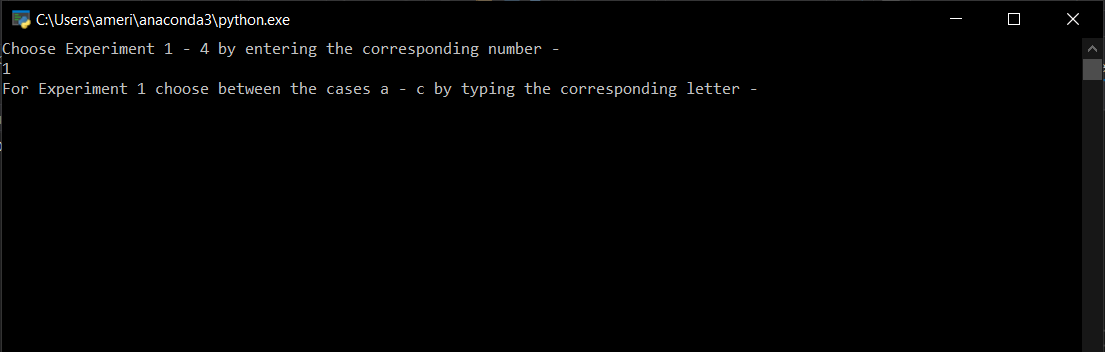 C:\Users\ameri\anaconda3\python.exe
Choose Experiment 1 - 4 by entering the corresponding number -
1
For Experiment 1 choose between the cases a - c by typing the corresponding letter -